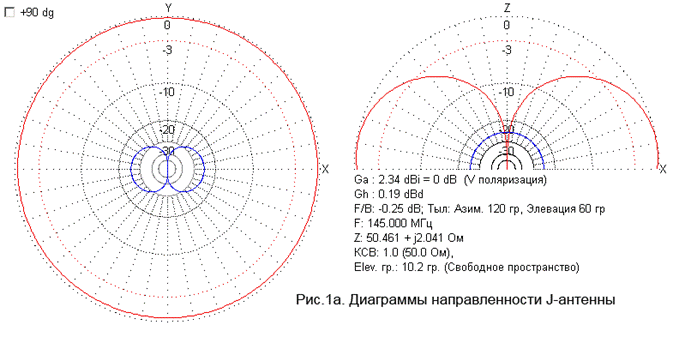 +90 dg
Y
0
-3
-10
-20
-30
X
Z
0
-3
-10
-20
-30
X
Ga : 2.34 dBi = 0 dB (V поляризация)
Gh : 0.19 dBd
F/B: -0.25 dB; Тыл: Азим. 120 гр, Элевация 60 гр
F: 145.000 МГц
Z: 50.461 + j2.041 Ом
КСВ: 1.0 (50.0 Ом),
Elev. гр.: 10.2 гр. (Свободное пространство)
Рис.1а. Диаграммы направленности J-антенны